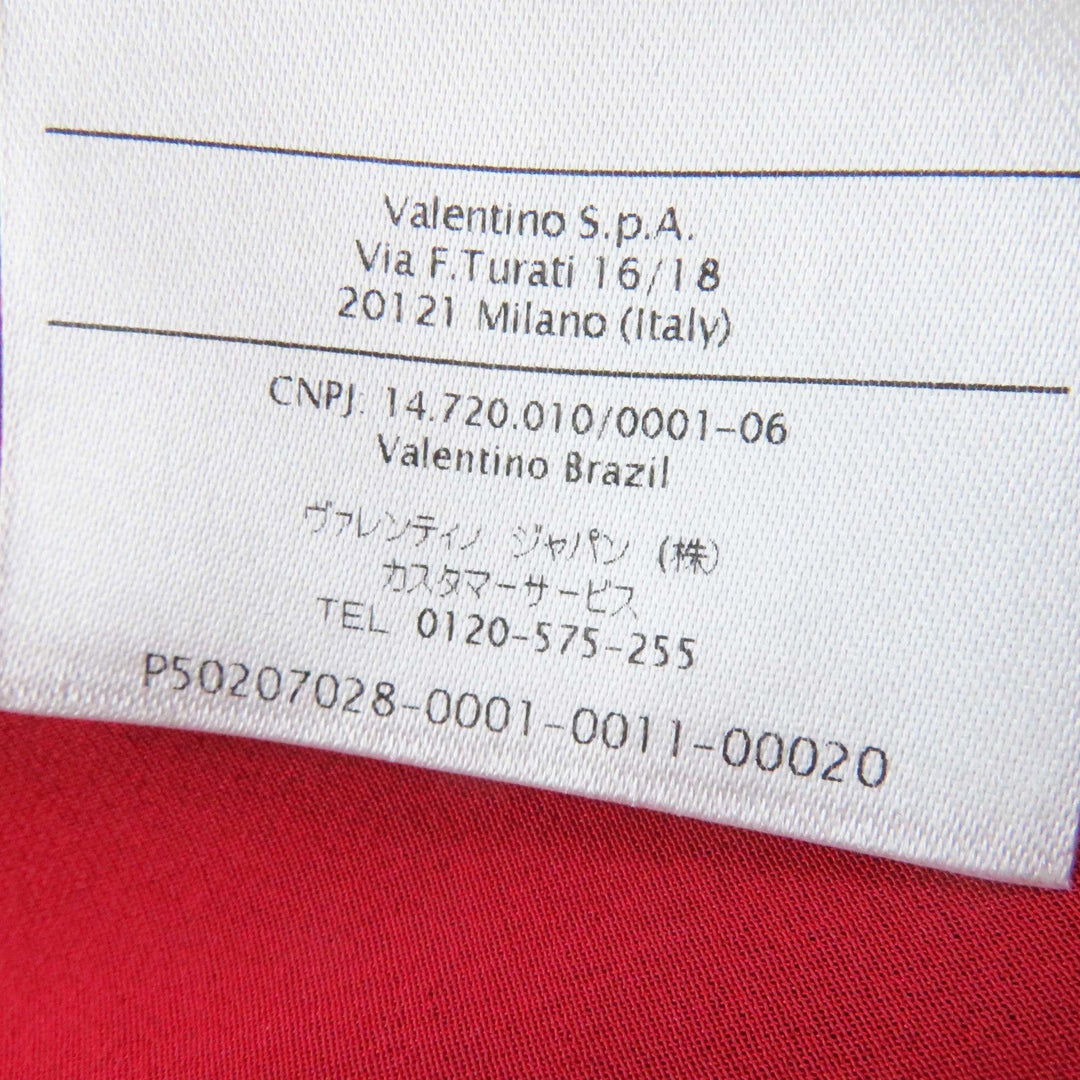 Valentino S.p.A.
Via F.Turati 16/18
20121 Milano (Italy)
CNPJ. 14.720.010/0001-06
Valentino Brazil
ヴァレンティノ ジャパン (株)
カスタマーサービス
TEL 0120-575-255
P50207028-0001-0011-00020